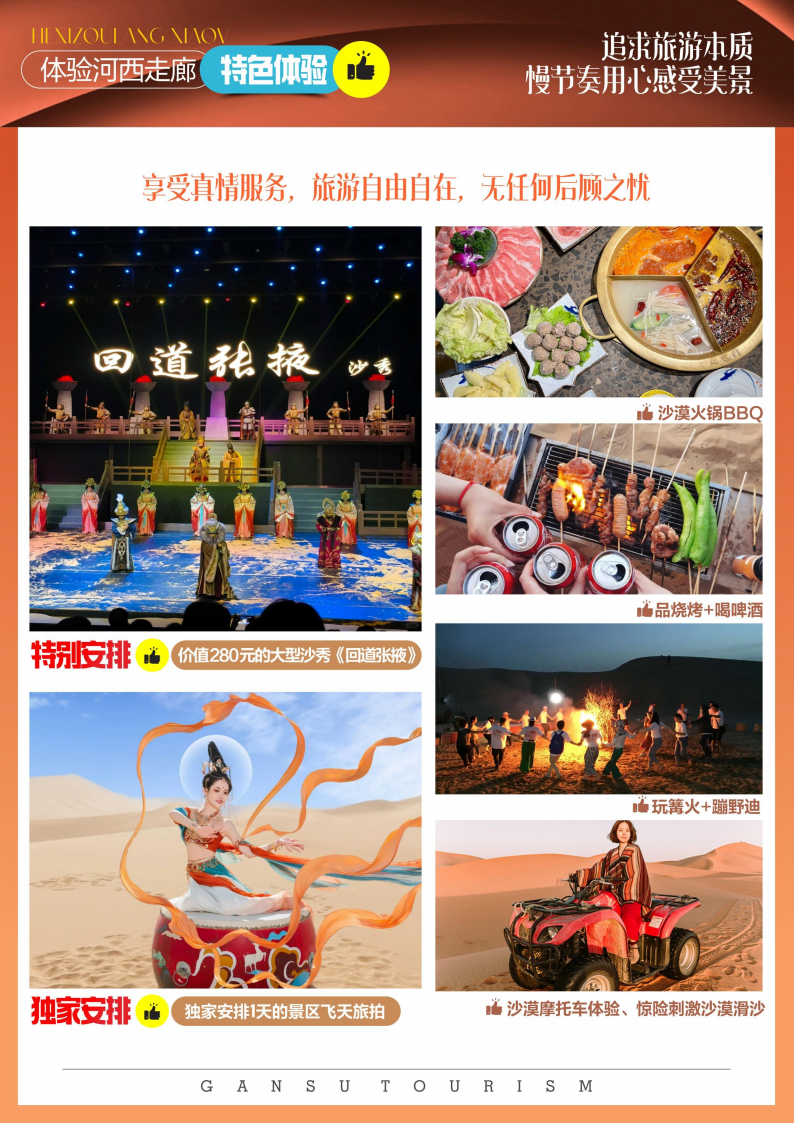 HEXIZOULANG XIAOV
体验河西走廊
特色体验
追求旅游本质
慢节奏用心感受美景
享受真情服务，旅游自由自在，无任何后顾之忧
回道张掖 沙秀
特别安排
价值280元的大型沙秀《回道张掖》
独家安排
独家安排1天的景区飞天旅拍
沙漠火锅BBQ
品烧烤+喝啤酒
玩篝火+蹦野迪
沙漠摩托车体验、惊险刺激沙漠滑沙
GANSUTOURISM